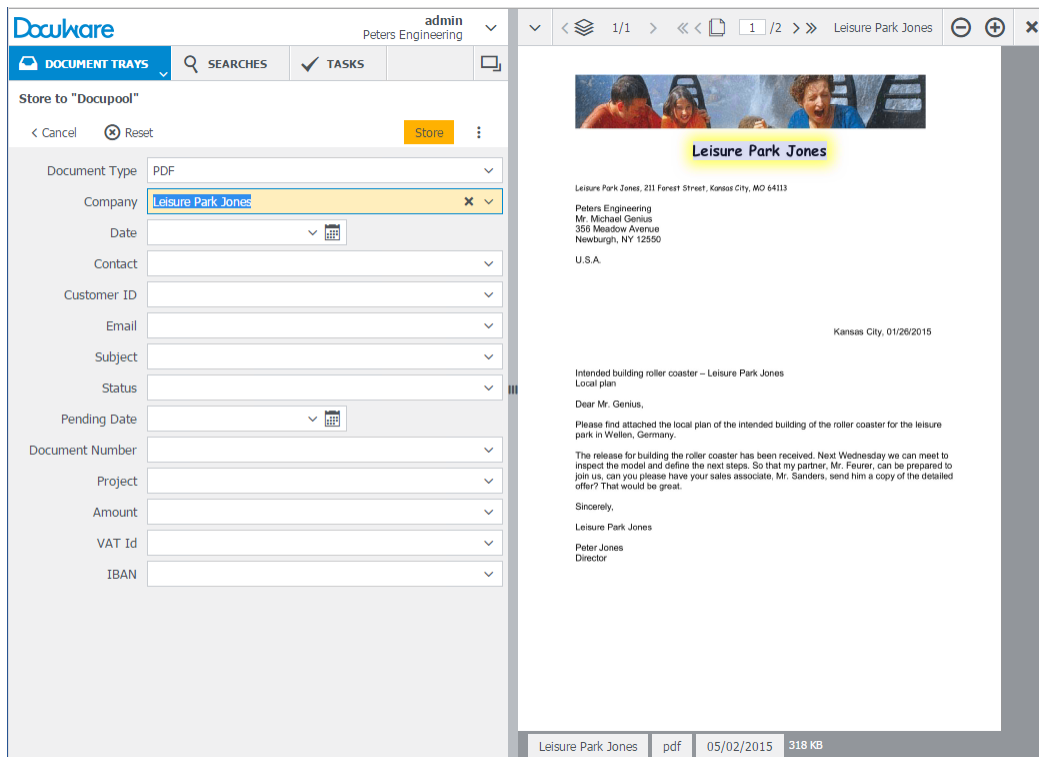 DocuWare
admin
Peters Engineering
DOCUMENT TRAYS
SEARCHES
TASKS
Store to "Docupool"
Cancel
Reset
Store
Document Type PDF
Company Leisure Park Jones
Date
Contact
Customer ID
Email
Subject
Status
Pending Date
Document Number
Project
Amount
VAT Id
IBAN
1/1
1 /2
Leisure Park Jones
Leisure Park Jones
Leisure Park Jones, 211 Forest Street, Kansas City, MO 64113
Peters Engineering
Mr. Michael Genius
356 Meadow Avenue
Newburgh, NY 12550
U.S.A.
Kansas City, 01/26/2015
Intended building roller coaster – Leisure Park Jones
Local plan
Dear Mr. Genius,
Please find attached the local plan of the intended building of the roller coaster for the leisure
park in Wellen, Germany.
The release for building the roller coaster has been received. Next Wednesday we can meet to
inspect the model and define the next steps. So that my partner, Mr. Feurer, can be prepared to
join us, can you please have your sales associate, Mr. Sanders, send him a copy of the detailed
offer? That would be great.
Sincerely,
Leisure Park Jones
Peter Jones
Director
Leisure Park Jones
pdf
05/02/2015
318 KB